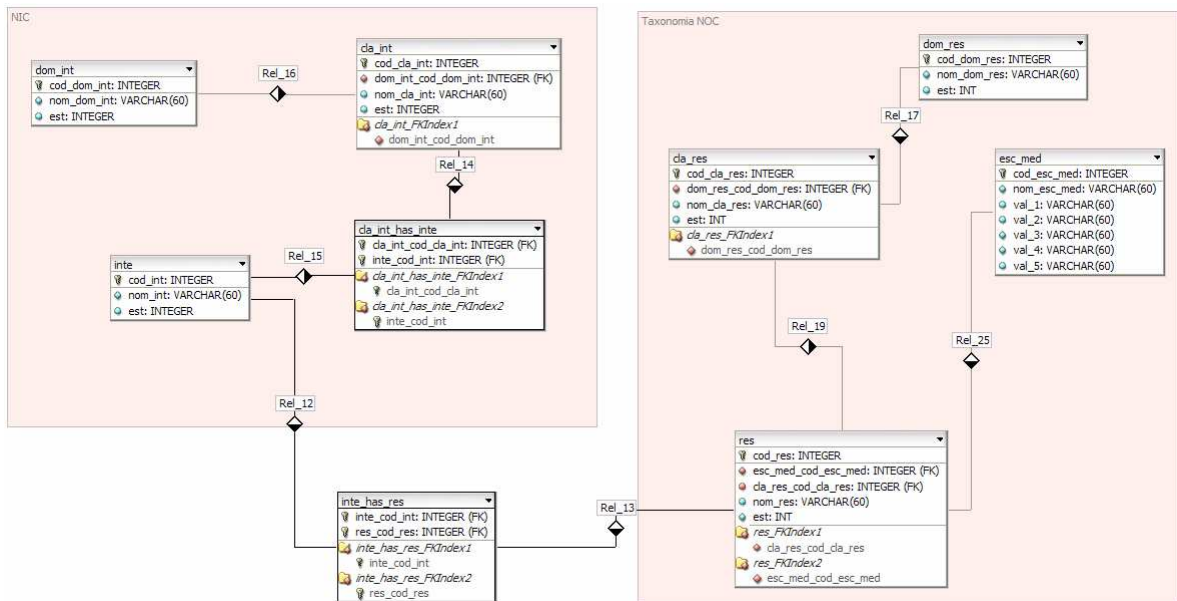 NIC
dom_int
cod_dom_int: INTEGER
nom_dom_int: VARCHAR(60)
est: INTEGER
Rel_16
cla_int
cod_cla_int: INTEGER
dom_int_cod_dom_int: INTEGER (FK)
nom_cla_int: VARCHAR(60)
est: INTEGER
cla_int_FKIndex1
dom_int_cod_dom_int
Rel_14
cla_int_has_inte
cla_int_cod_cla_int: INTEGER (FK)
inte_cod_int: INTEGER (FK)
cla_int_has_inte_FKIndex1
cla_int_cod_cla_int
cla_int_has_inte_FKIndex2
inte_cod_int
Rel_15
inte
cod_int: INTEGER
nom_int: VARCHAR(60)
est: INTEGER
Rel_12
inte_has_res
inte_cod_int: INTEGER (FK)
res_cod_res: INTEGER (FK)
inte_has_res_FKIndex1
inte_cod_int
inte_has_res_FKIndex2
res_cod_res
Rel_13
Taxonomia NOC
dom_res
cod_dom_res: INTEGER
nom_dom_res: VARCHAR(60)
est: INT
Rel_17
cla_res
cod_cla_res: INTEGER
dom_res_cod_dom_res: INTEGER (FK)
nom_cla_res: VARCHAR(60)
est: INT
cla_res_FKIndex1
dom_res_cod_dom_res
esc_med
cod_esc_med: INTEGER
nom_esc_med: VARCHAR(60)
val_1: VARCHAR(60)
val_2: VARCHAR(60)
val_3: VARCHAR(60)
val_4: VARCHAR(60)
val_5: VARCHAR(60)
Rel_19
Rel_25
res
cod_res: INTEGER
esc_med_cod_esc_med: INTEGER (FK)
cla_res_cod_cla_res: INTEGER (FK)
nom_res: VARCHAR(60)
est: INT
res_FKIndex1
cla_res_cod_cla_res
res_FKIndex2
esc_med_cod_esc_med